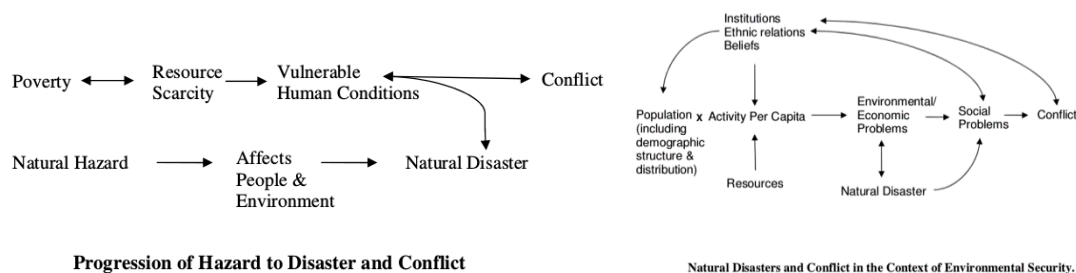 Poverty
Resource
Scarcity
Vulnerable
Human Conditions
Conflict
Natural Hazard
Affects
People &
Environment
Natural Disaster
Progression of Hazard to Disaster and Conflict
Institutions
Ethnic relations
Beliefs
Population x Activity Per Capita
(including
demographic
structure &
distribution)
Environmental/
Economic
Problems
Social
Problems
Conflict
Resources
Natural Disaster
Natural Disasters and Conflict in the Context of Environmental Security.